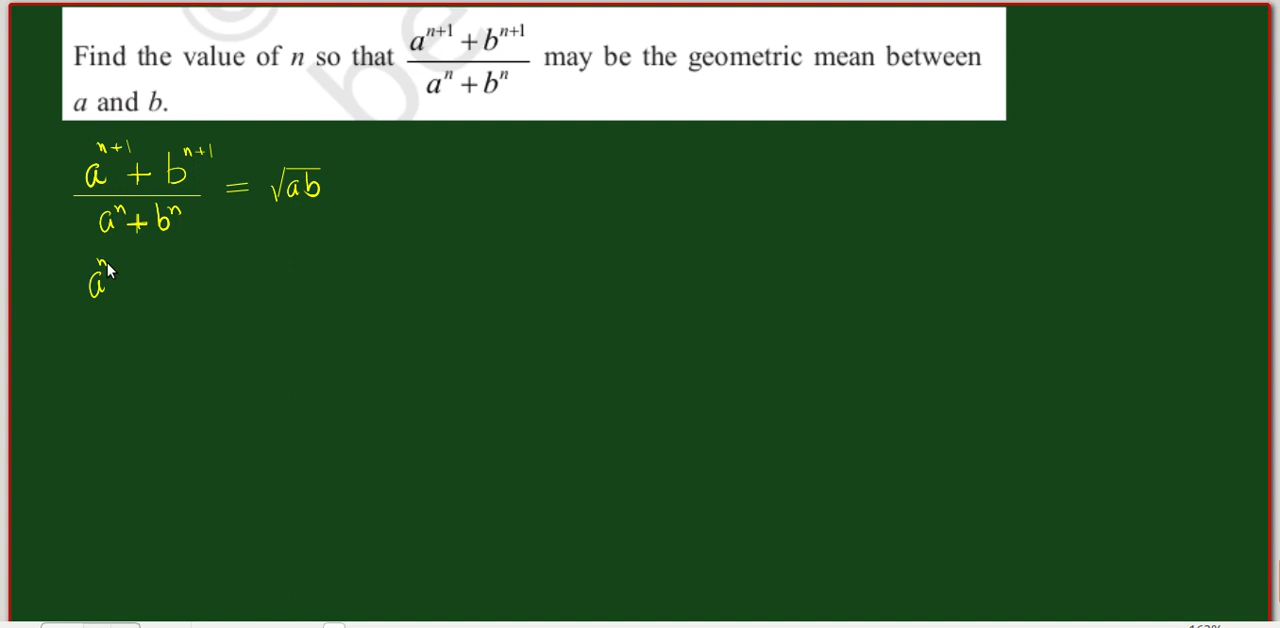 Find the value of n so that (a^(n+1) + b^(n+1))/(a^n + b^n) may be the geometric mean between
a and b.
(a^(n+1) + b^(n+1))/(a^n + b^n) = √ab
a^n